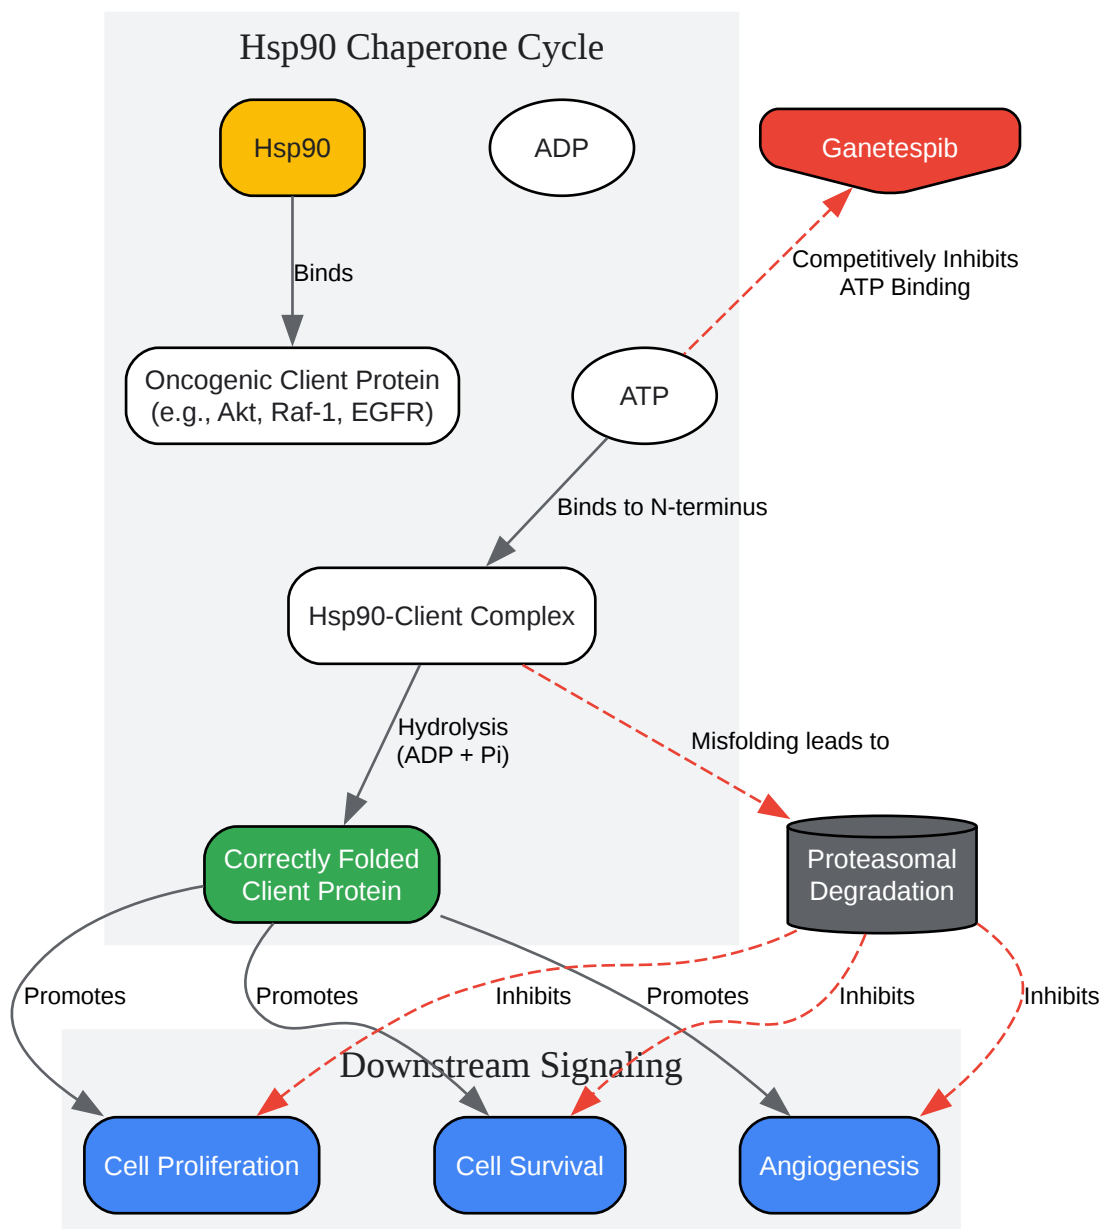 Hsp90 Chaperone Cycle
Hsp90
ADP
Ganetespib
Binds
Competitively Inhibits
ATP Binding
Oncogenic Client Protein
(e.g., Akt, Raf-1, EGFR)
ATP
Binds to N-terminus
Hsp90-Client Complex
Hydrolysis
(ADP + Pi)
Misfolding leads to
Correctly Folded
Client Protein
Proteasomal
Degradation
Promotes
Promotes
Inhibits
Promotes
Inhibits
Inhibits
Downstream Signaling
Cell Proliferation
Cell Survival
Angiogenesis